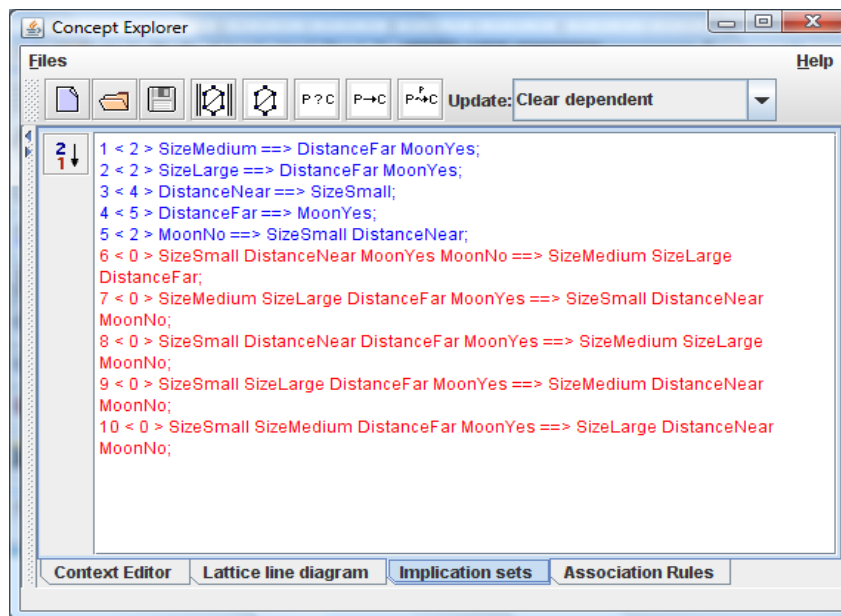 Concept Explorer
Files
Help
P?C
P→C
P
P↝C
Update:
Clear dependent
2
1
1 < 2 > SizeMedium ==> DistanceFar MoonYes;
2 < 2 > SizeLarge ==> DistanceFar MoonYes;
3 < 4 > DistanceNear ==> SizeSmall;
4 < 5 > DistanceFar ==> MoonYes;
5 < 2 > MoonNo ==> SizeSmall DistanceNear;
6 < 0 > SizeSmall DistanceNear MoonYes MoonNo ==> SizeMedium SizeLarge
DistanceFar;
7 < 0 > SizeMedium SizeLarge DistanceFar MoonYes ==> SizeSmall DistanceNear
MoonNo;
8 < 0 > SizeSmall DistanceNear DistanceFar MoonYes ==> SizeMedium SizeLarge
MoonNo;
9 < 0 > SizeSmall SizeLarge DistanceFar MoonYes ==> SizeMedium DistanceNear
MoonNo;
10 < 0 > SizeSmall SizeMedium DistanceFar MoonYes ==> SizeLarge DistanceNear
MoonNo;
Context Editor
Lattice line diagram
Implication sets
Association Rules